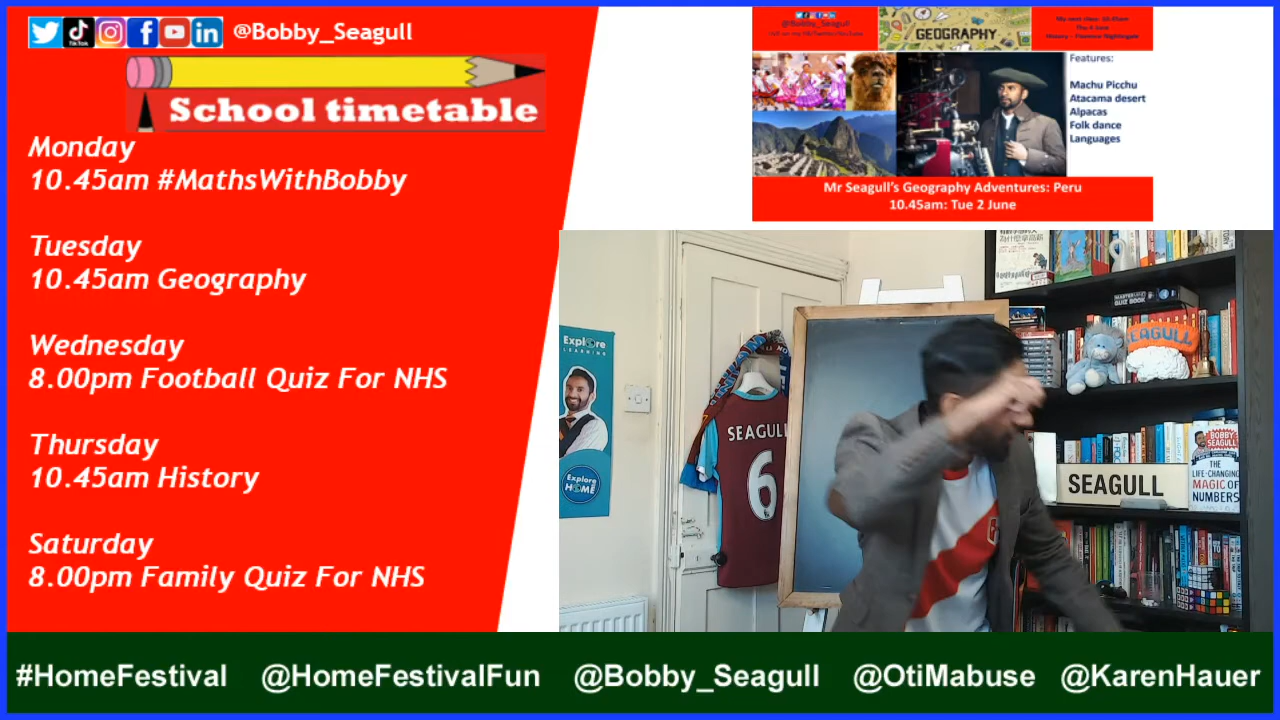 @Bobby_Seagull
School timetable
Monday
10.45am #MathsWithBobby
Tuesday
10.45am Geography
Wednesday
8.00pm Football Quiz For NHS
Thursday
10.45am History
Saturday
8.00pm Family Quiz For NHS
GEOGRAPHY
Features:
Machu Picchu
Atacama desert
Alpacas
Folk dance
Languages
Mr Seagull's Geography Adventures: Peru
10.45am: Tue 2 June
Explore
LEARNING
Explore
HOME
SEAGULL
6
QUIZ BOOK
SEAGULL
SEAGULL
BOBBY
SEAGULL
THE
LIFE-CHANGING
MAGIC OF
NUMBERS
#HomeFestival @HomeFestivalFun @Bobby_Seagull @OtiMabuse @KarenHauer